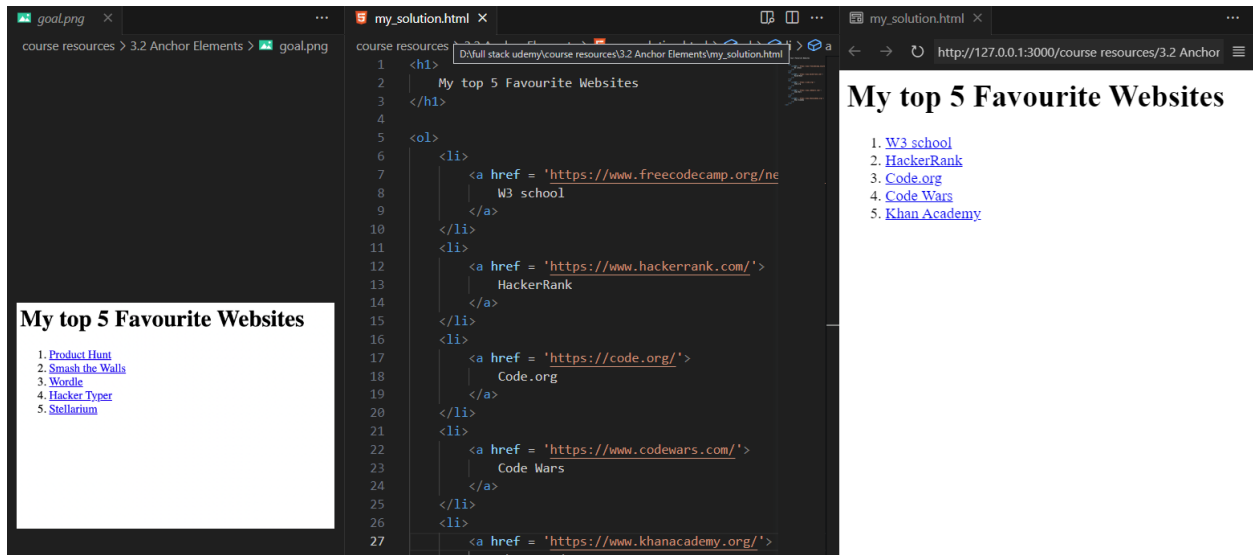 goal.png
course resources > 3.2 Anchor Elements > goal.png
My top 5 Favourite Websites
1. Product Hunt
2. Smash the Walls
3. Wordle
4. Hacker Typer
5. Stellarium
my_solution.html
course resources
a
D:\full stack udemy\course resources\3.2 Anchor Elements\my_solution.html
1 <h1>
2 My top 5 Favourite Websites
3 </h1>
4
5 <ol>
6 <li>
7 <a href = 'https://www.freecodecamp.org/ne
8 W3 school
9 </a>
10 </li>
11 <li>
12 <a href = 'https://www.hackerrank.com/'>
13 HackerRank
14 </a>
15 </li>
16 <li>
17 <a href = 'https://code.org/'>
18 Code.org
19 </a>
20 </li>
21 <li>
22 <a href = 'https://www.codewars.com/'>
23 Code Wars
24 </a>
25 </li>
26 <li>
27 <a href = 'https://www.khanacademy.org/'>
my_solution.html
http://127.0.0.1:3000/course resources/3.2 Anchor
My top 5 Favourite Websites
1. W3 school
2. HackerRank
3. Code.org
4. Code Wars
5. Khan Academy